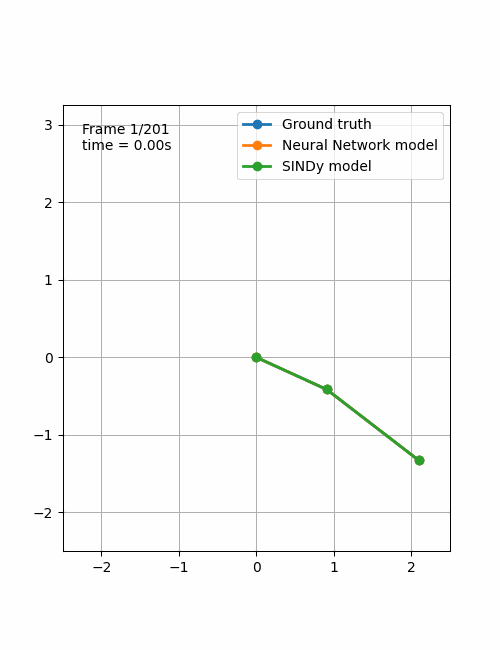 Frame 1/201
time = 0.00s
Ground truth
Neural Network model
SINDy model
3
2
1
0
−1
−2
−2
−1
0
1
2